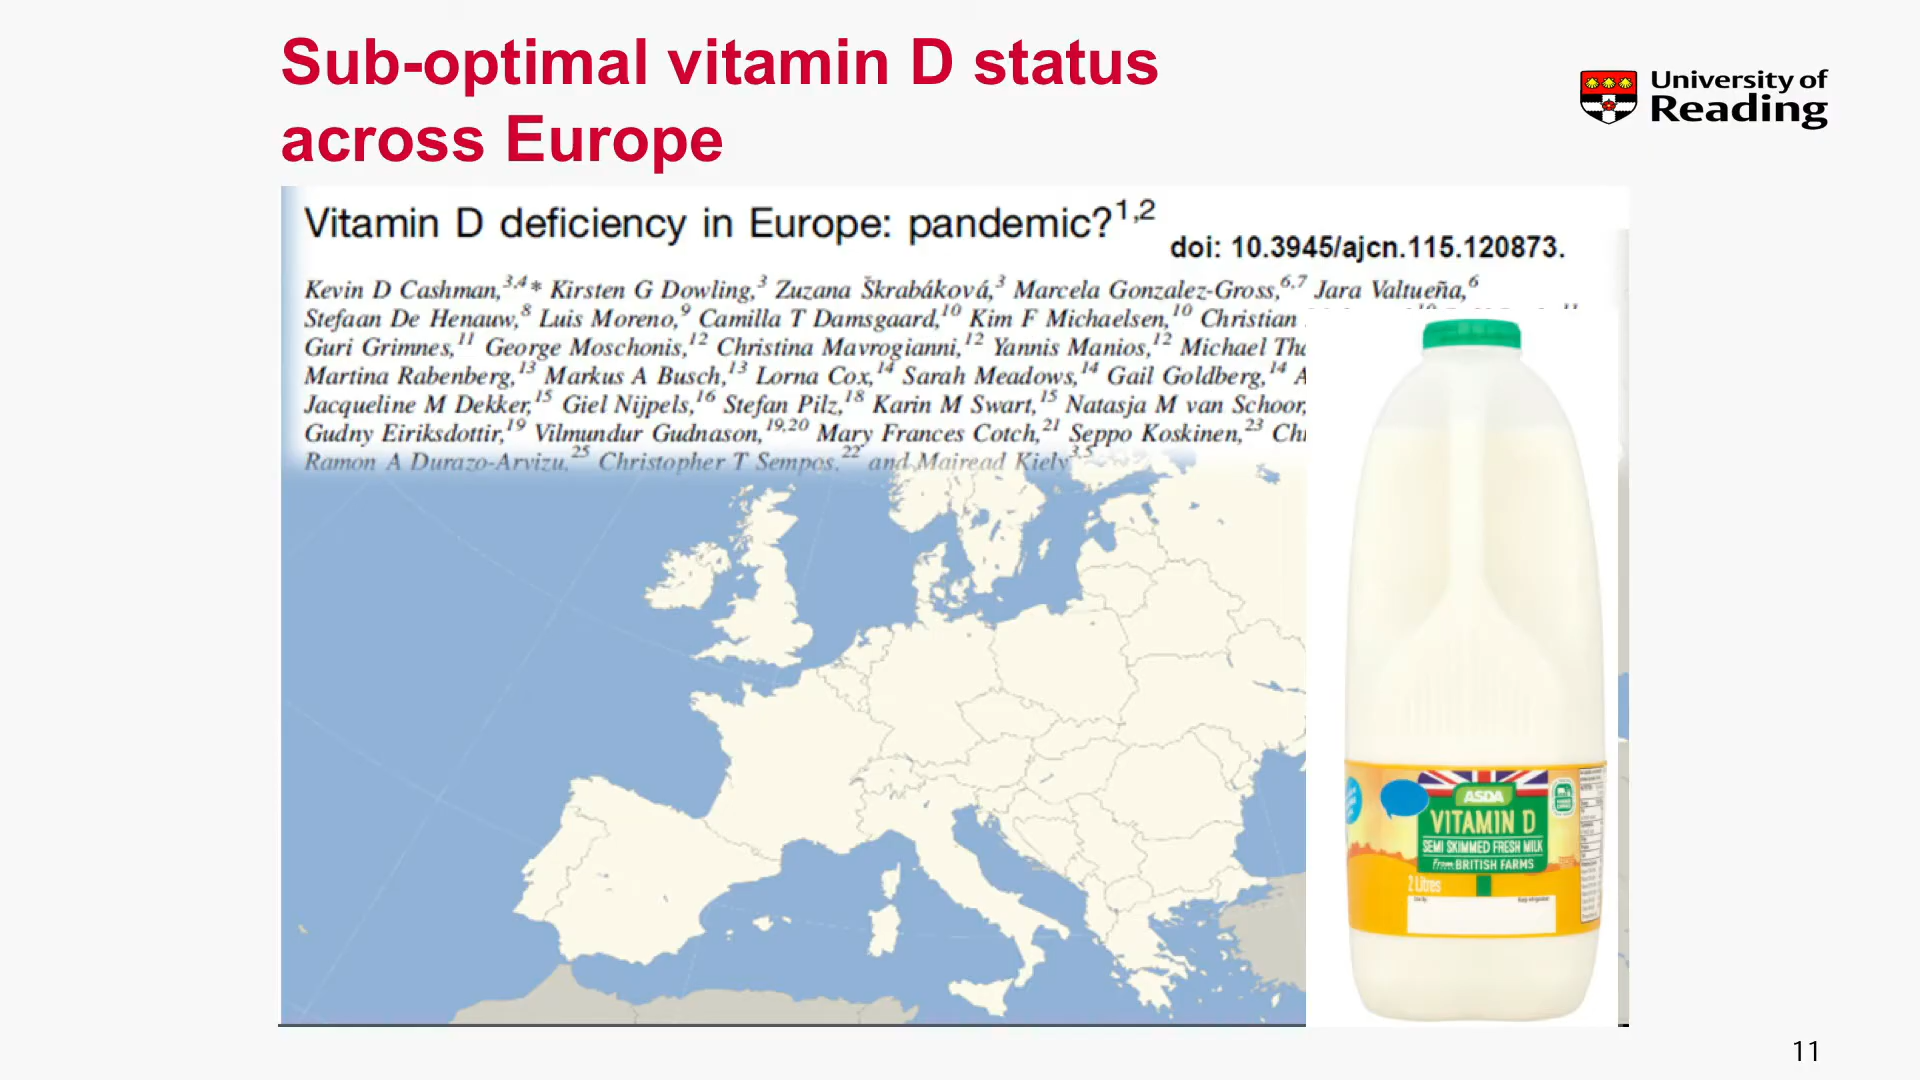 Sub-optimal vitamin D status
across Europe
University of
Reading
Vitamin D deficiency in Europe: pandemic?1,2
doi: 10.3945/ajcn.115.120873.
Kevin D Cashman,3,4* Kirsten G Dowling,3 Zuzana Škrabáková,3 Marcela Gonzalez-Gross,6,7 Jara Valtueña,6
Stefaan De Henauw,8 Luis Moreno,9 Camilla T Damsgaard,10 Kim F Michaelsen,10 Christian
Guri Grimnes,11 George Moschonis,12 Christina Mavrogianni,12 Yannis Manios,12 Michael
Martina Rabenberg,13 Markus A Busch,13 Lorna Cox,14 Sarah Meadows,14 Gail Goldberg,14 A
Jacqueline M Dekker,15 Giel Nijpels,16 Stefan Pilz,18 Karin M Swart,15 Natasja M van Schoor,
Gudny Eiriksdottir,19 Vilmundur Gudnason,19,20 Mary Frances Cotch,21 Seppo Koskinen,23
Ramon A Durazo-Arvizu,25 Christopher T Sempos,22 and Mairead Kiely3,5
ASDA
VITAMIN D
SEMI SKIMMED FRESH MILK
From BRITISH FARMS
2 Litres
11